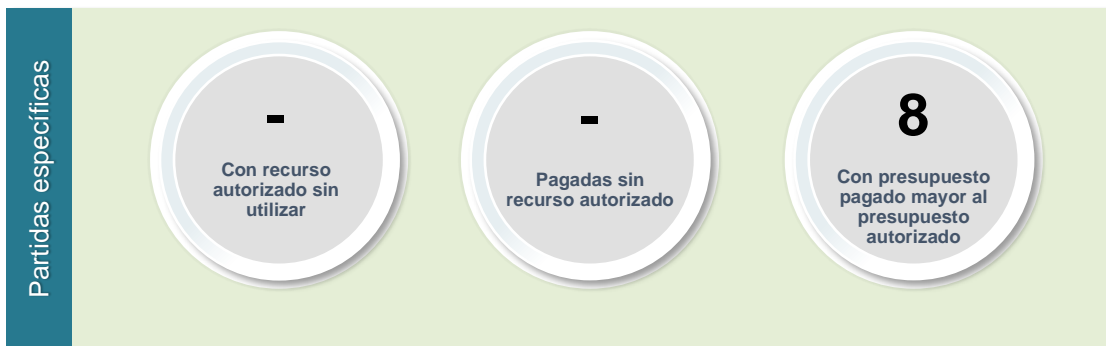 Partidas específicas
-
Con recurso
autorizado sin
utilizar
-
Pagadas sin
recurso autorizado
8
Con presupuesto
pagado mayor al
presupuesto
autorizado